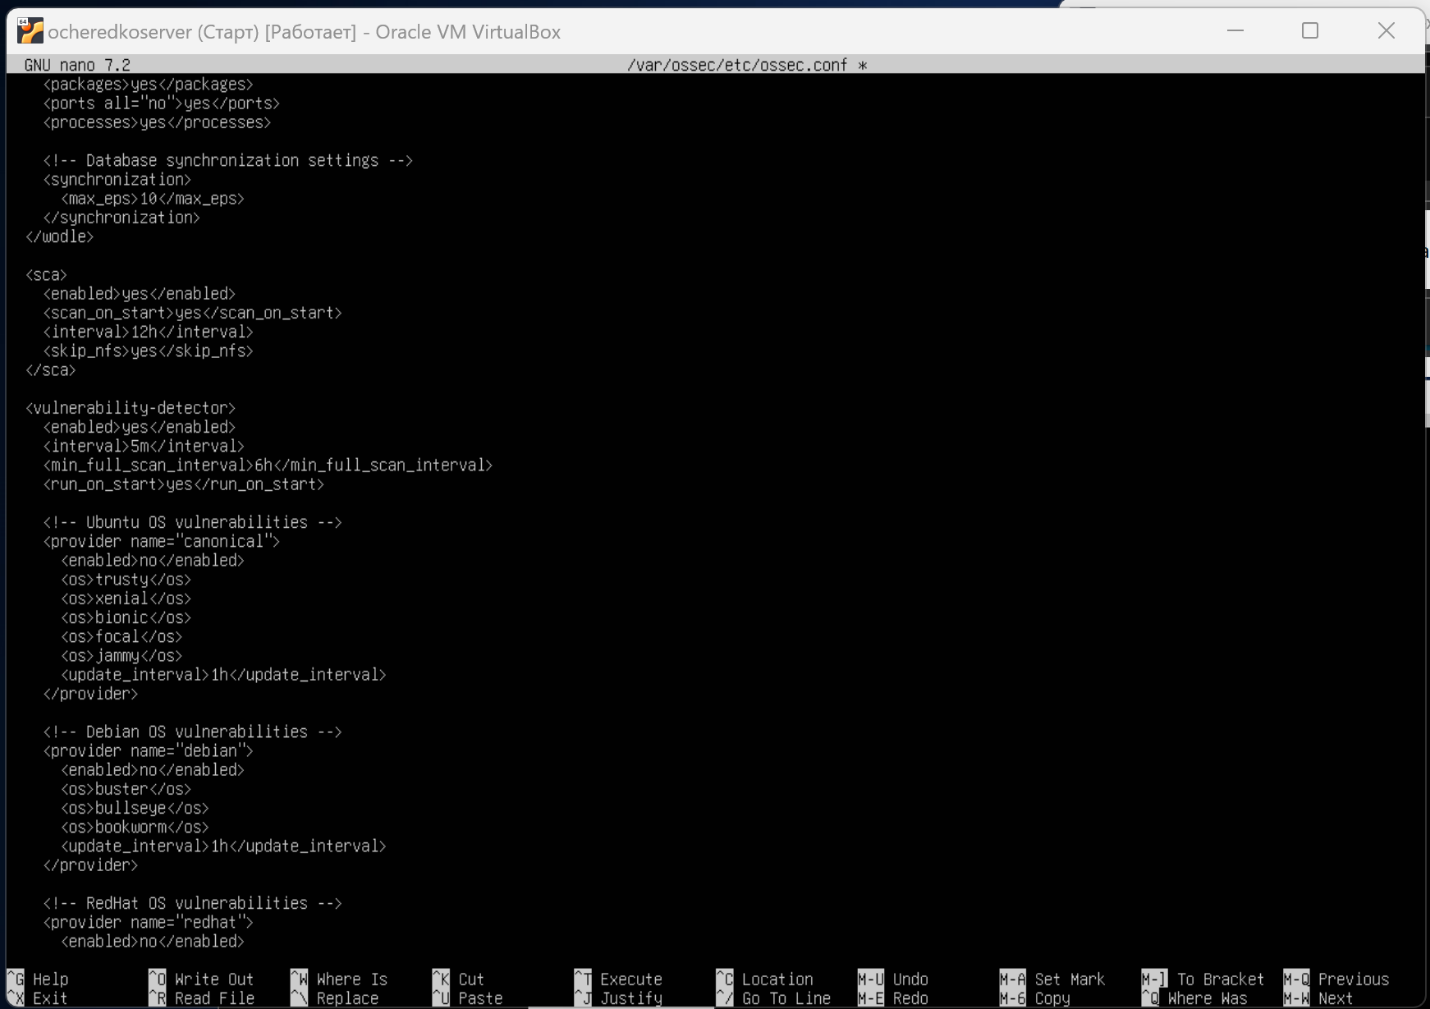 ocheredkoserver (Старт) [Работает] - Oracle VM VirtualBox
GNU nano 7.2 /var/ossec/etc/ossec.conf *
<packages>yes</packages>
<ports all="no">yes</ports>
<processes>yes</processes>
<!-- Database synchronization settings -->
<synchronization>
<max_eps>10</max_eps>
</synchronization>
</wodle>
<sca>
<enabled>yes</enabled>
<scan_on_start>yes</scan_on_start>
<interval>12h</interval>
<skip_nfs>yes</skip_nfs>
</sca>
<vulnerability-detector>
<enabled>yes</enabled>
<interval>5m</interval>
<min_full_scan_interval>6h</min_full_scan_interval>
<run_on_start>yes</run_on_start>
<!-- Ubuntu OS vulnerabilities -->
<provider name="canonical">
<enabled>no</enabled>
<os>trusty</os>
<os>xenial</os>
<os>bionic</os>
<os>focal</os>
<os>jammy</os>
<update_interval>1h</update_interval>
</provider>
<!-- Debian OS vulnerabilities -->
<provider name="debian">
<enabled>no</enabled>
<os>buster</os>
<os>bullseye</os>
<os>bookworm</os>
<update_interval>1h</update_interval>
</provider>
<!-- RedHat OS vulnerabilities -->
<provider name="redhat">
<enabled>no</enabled>
^G Help ^O Write Out ^W Where Is ^K Cut ^T Execute ^C Location M-U Undo M-A Set Mark M-] To Bracket M-Q Previous
^X Exit ^R Read File ^\ Replace ^U Paste ^J Justify ^/ Go To Line M-E Redo M-6 Copy ^Q Where Was M-W Next